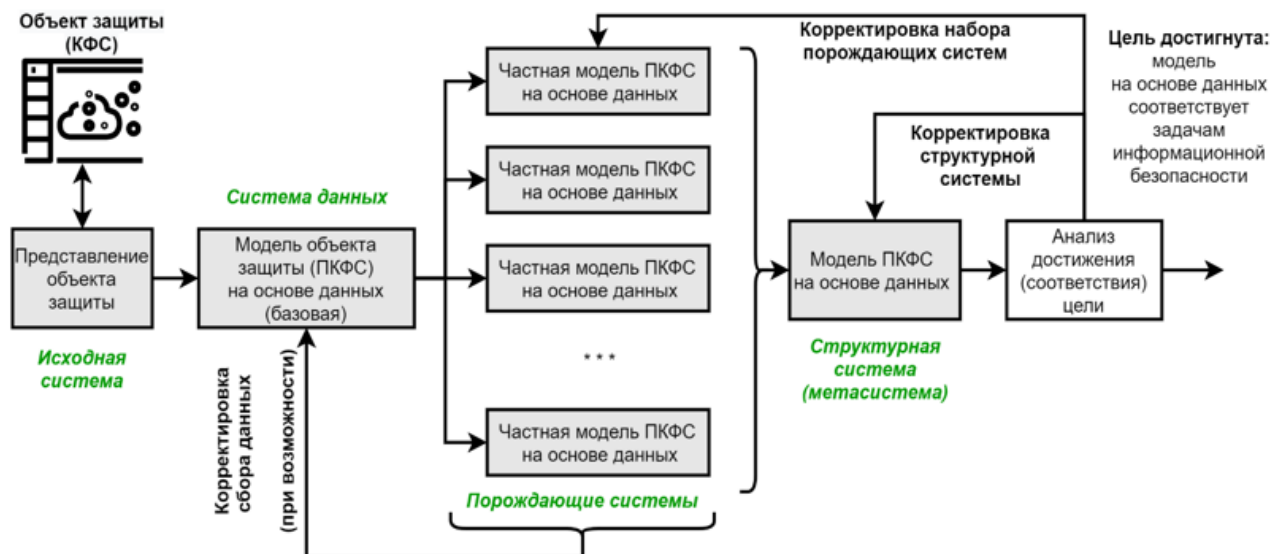 Объект защиты
(КФС)
Представление
объекта
защиты
Исходная
система
Система данных
Модель объекта
защиты (ПКФС)
на основе данных
(базовая)
Корректировка
сбора данных
(при возможности)
Частная модель ПКФС
на основе данных
Частная модель ПКФС
на основе данных
Частная модель ПКФС
на основе данных
* * *
Частная модель ПКФС
на основе данных
Порождающие системы
Корректировка набора
порождающих систем
Корректировка
структурной
системы
Модель ПКФС
на основе данных
Структурная
система
(метасистема)
Анализ
достижения
(соответствия)
цели
Цель достигнута:
модель
на основе данных
соответствует
задачам
информационной
безопасности